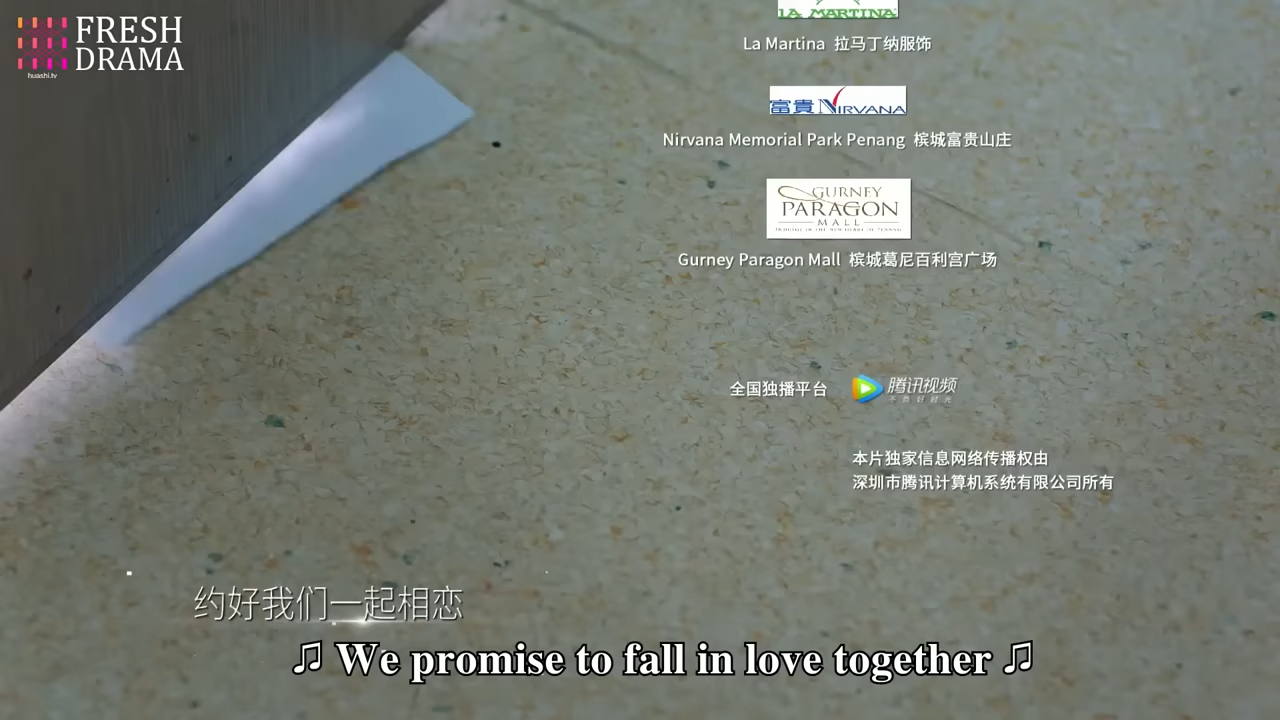 FRESH
DRAMA
huashi.tv
LA MARTINA
La Martina 拉马丁纳服饰
富貴 NIRVANA
Nirvana Memorial Park Penang 槟城富贵山庄
GURNEY
PARAGON
MALL
Gurney Paragon Mall 槟城葛尼百利宫广场
全国独播平台 腾讯视频
不负好时光
本片独家信息网络传播权由
深圳市腾讯计算机系统有限公司所有
约好我们一起相恋
♫ We promise to fall in love together ♫